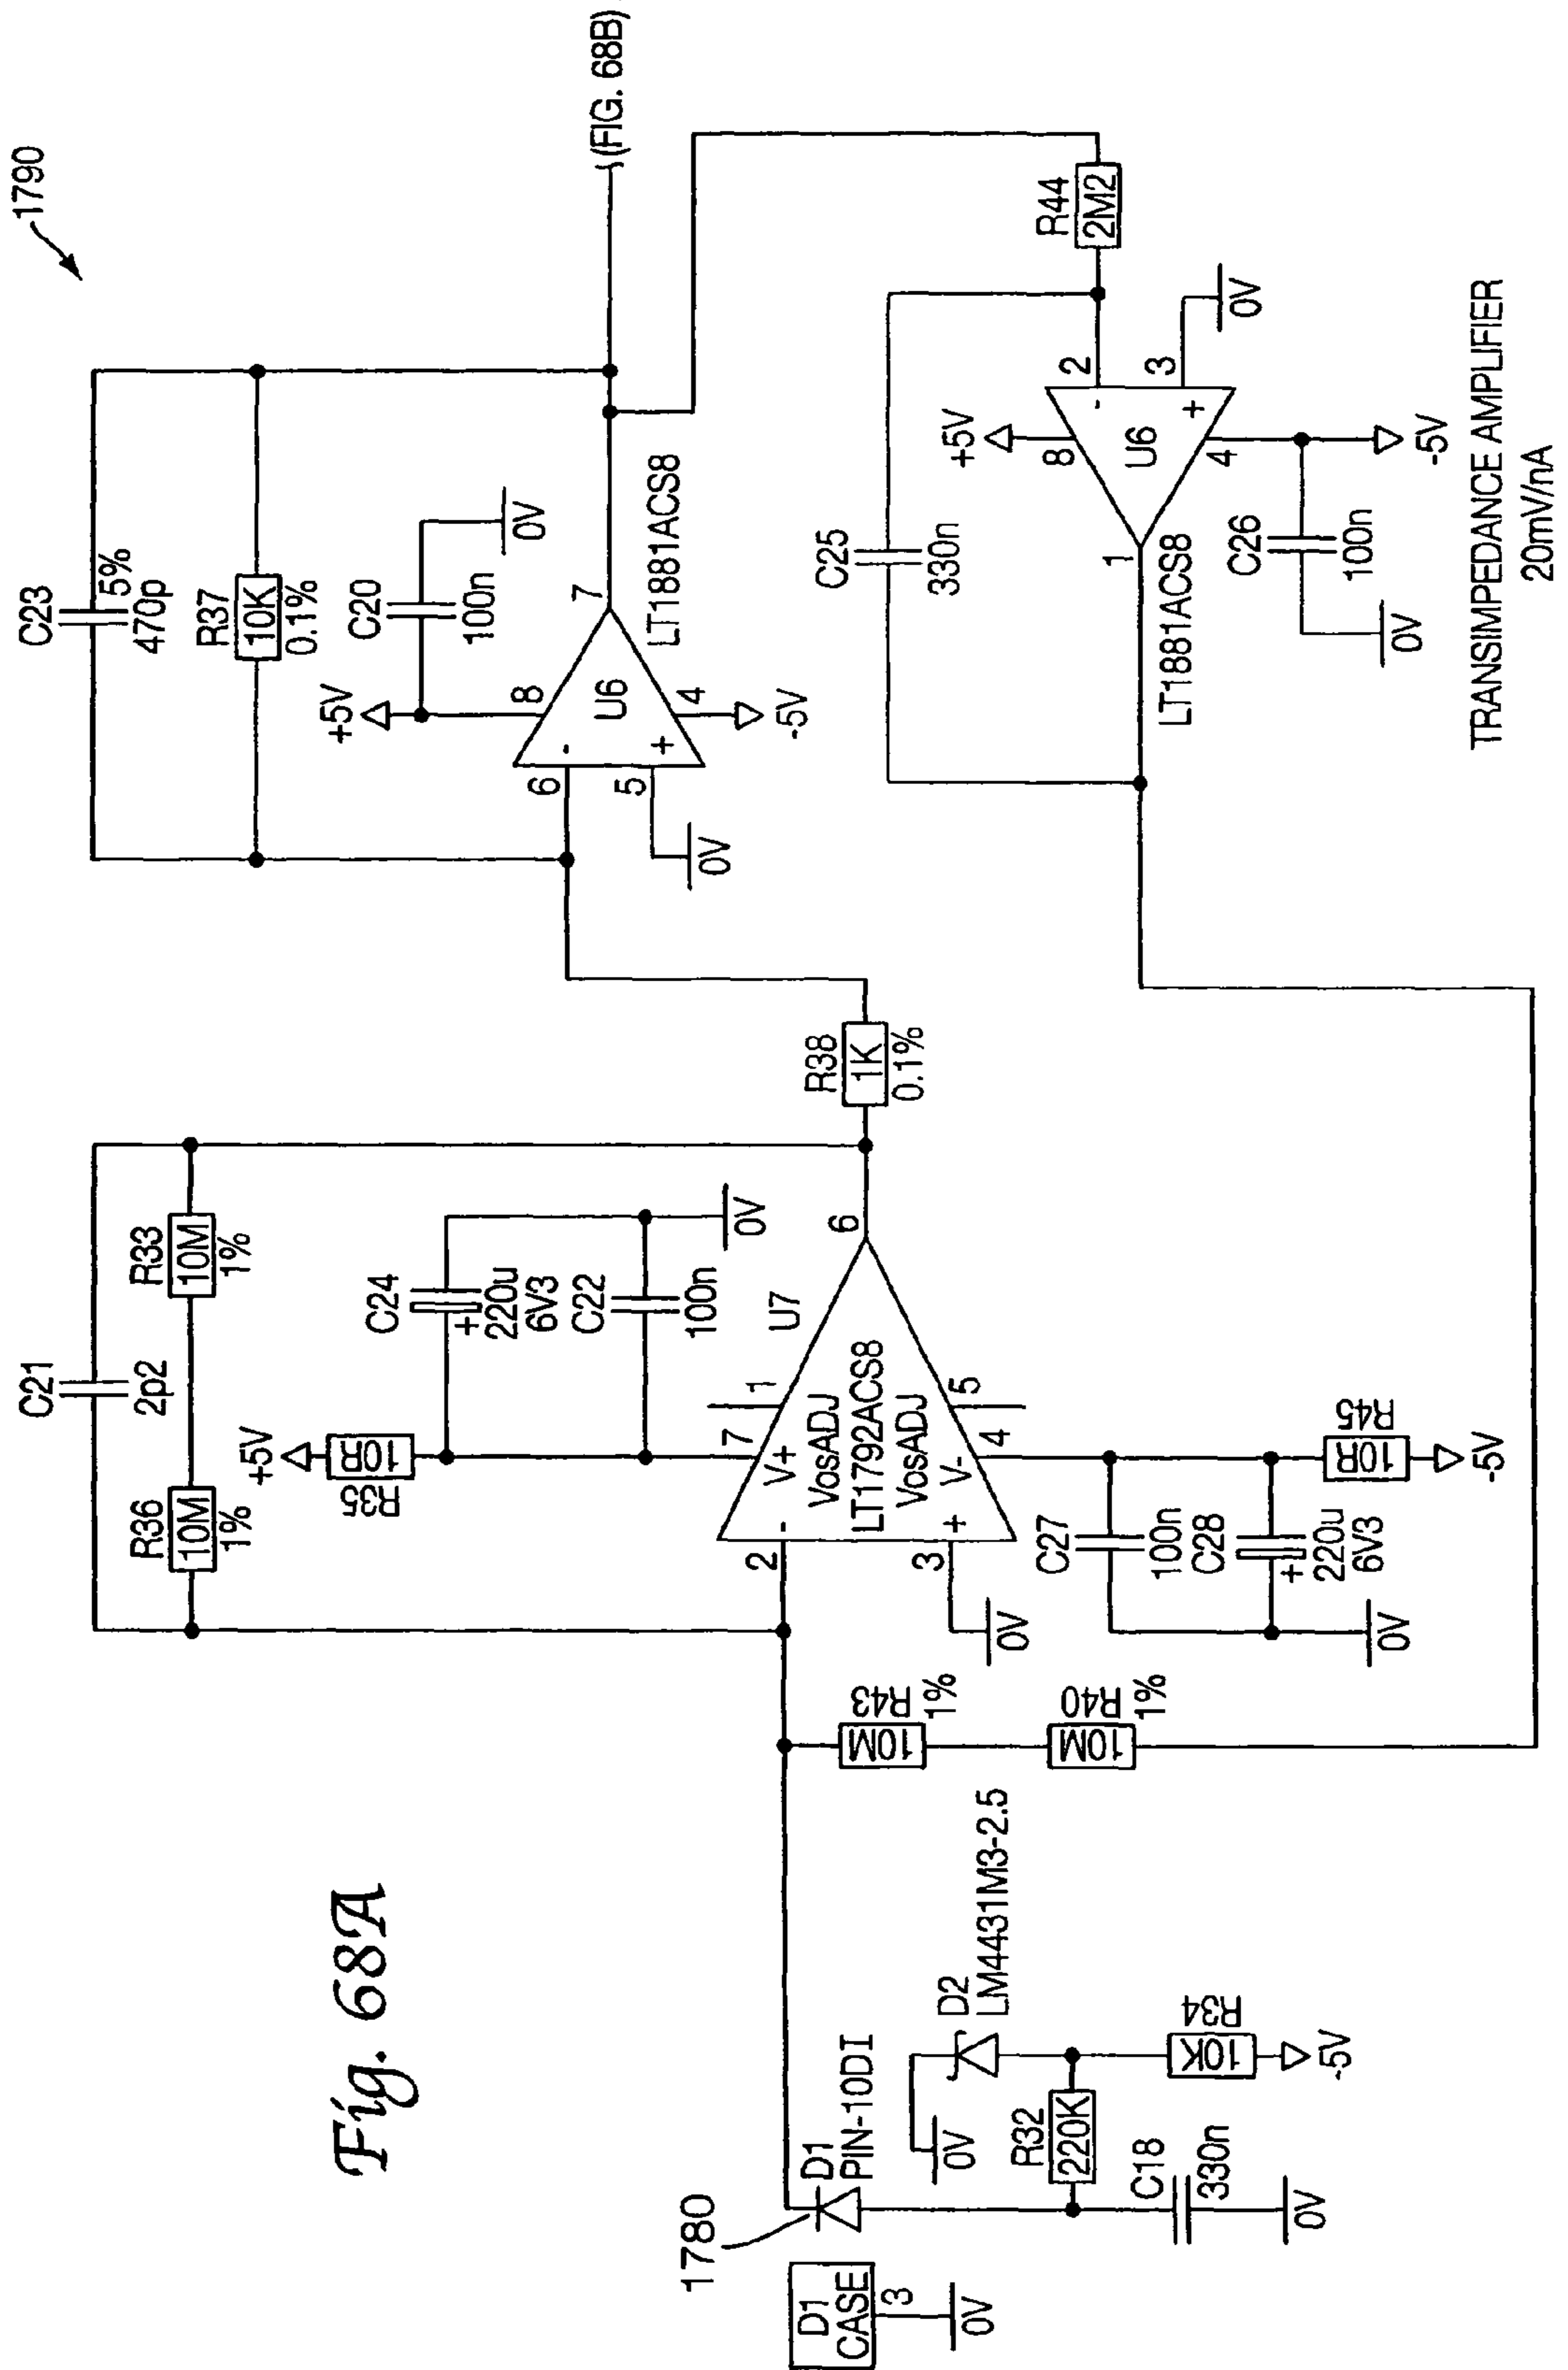 Fig. 68A
1790
(FIG. 68B)
C23
5%
470p
R37
10K
0.1%
+5V
C20
100n
0V
8
6
-
U6
7
5
+
4
LT1881ACS8
0V
-5V
R44
2M2
C25
330n
+5V
8
2
-
1
U6
3
+
0V
LT1881ACS8
4
C26
100n
0V
-5V
TRANSIMPEDANCE AMPLIFIER
20mV/nA
R38
1K
0.1%
C21
2p2
R36
10M
1%
R33
10M
1%
+5V
R35
10R
C24
+
220u
6V3
C22
100n
0V
7
1
U7
V+
VosADJ
2
-
LT1792ACS8
6
VosADJ
V-
3
+
4
5
0V
C27
100n
C28
+
220u
6V3
0V
R45
10R
-5V
R43
10M
1%
R40
10M
1%
1780
D1
PIN-10DI
D1
CASE
3
0V
D2
LM4431M3-2.5
0V
R32
220K
R34
10K
-5V
C18
330n
0V